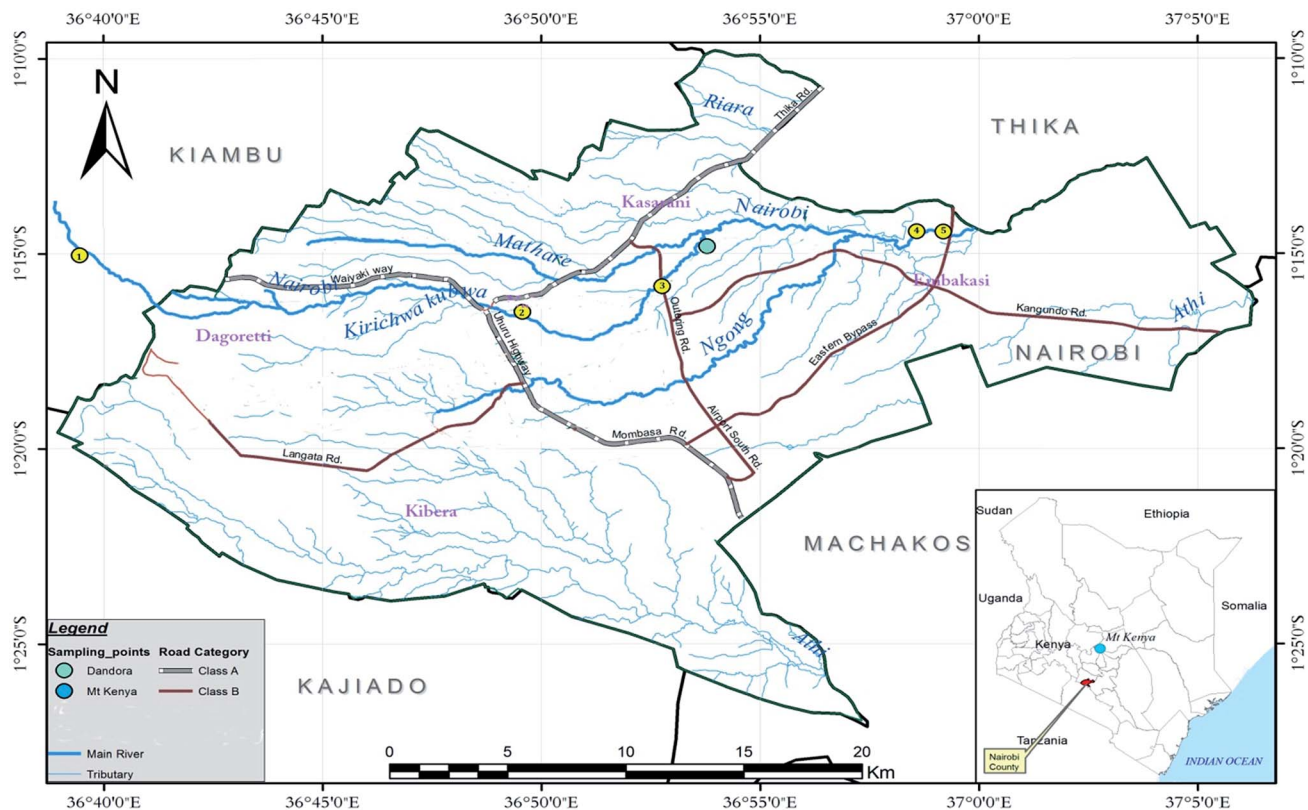 36°40'0"E 36°45'0"E 36°50'0"E 36°55'0"E 37°0'0"E 37°5'0"E
1°10'0"S 1°10'0"S
N
Riara
Thika Rd.
THIKA
KIAMBU
Kasarani
Nairobi
4 5
Mathare
1°15'0"S 1°15'0"S
1
Waiyaki way
Nairobi
3
Embakasi
Kirichwa kubwa
2
Kangundo Rd.
Athi
Dagoretti
Uhuru Highway
Outering Rd.
Ngong
Eastern Bypass
NAIROBI
Airport South Rd.
Mombasa Rd.
1°20'0"S 1°20'0"S
Langata Rd.
Kibera
MACHAKOS
Sudan
Ethiopia
Uganda
Somalia
Kenya
Mt Kenya
Tanzania
Nairobi
County
INDIAN OCEAN
Athi
1°25'0"S 1°25'0"S
KAJIADO
Legend
Sampling_points Road Category
Dandora Class A
Mt Kenya Class B
Main River
Tributary
0 5 10 15 20
Km
36°40'0"E 36°45'0"E 36°50'0"E 36°55'0"E 37°0'0"E 37°5'0"E